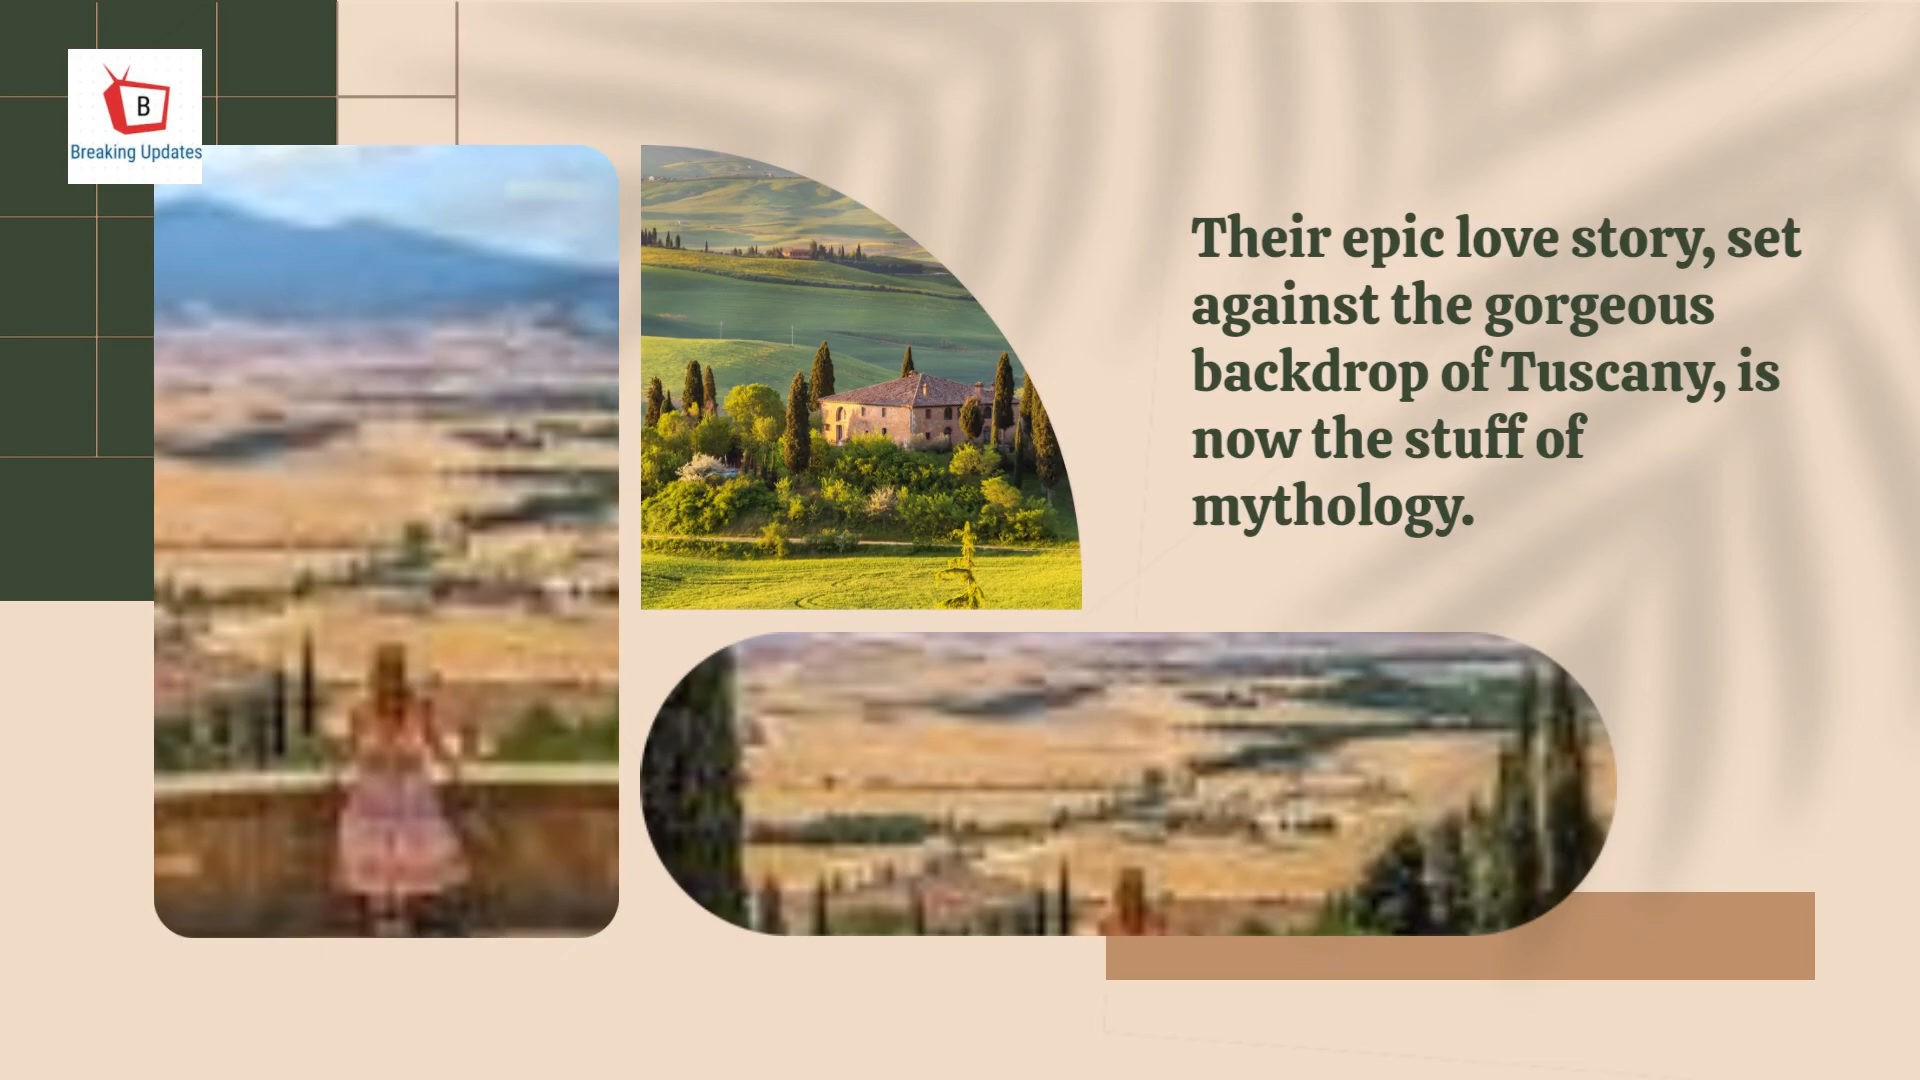 B
Breaking Updates
Their epic love story, set
against the gorgeous
backdrop of Tuscany, is
now the stuff of
mythology.